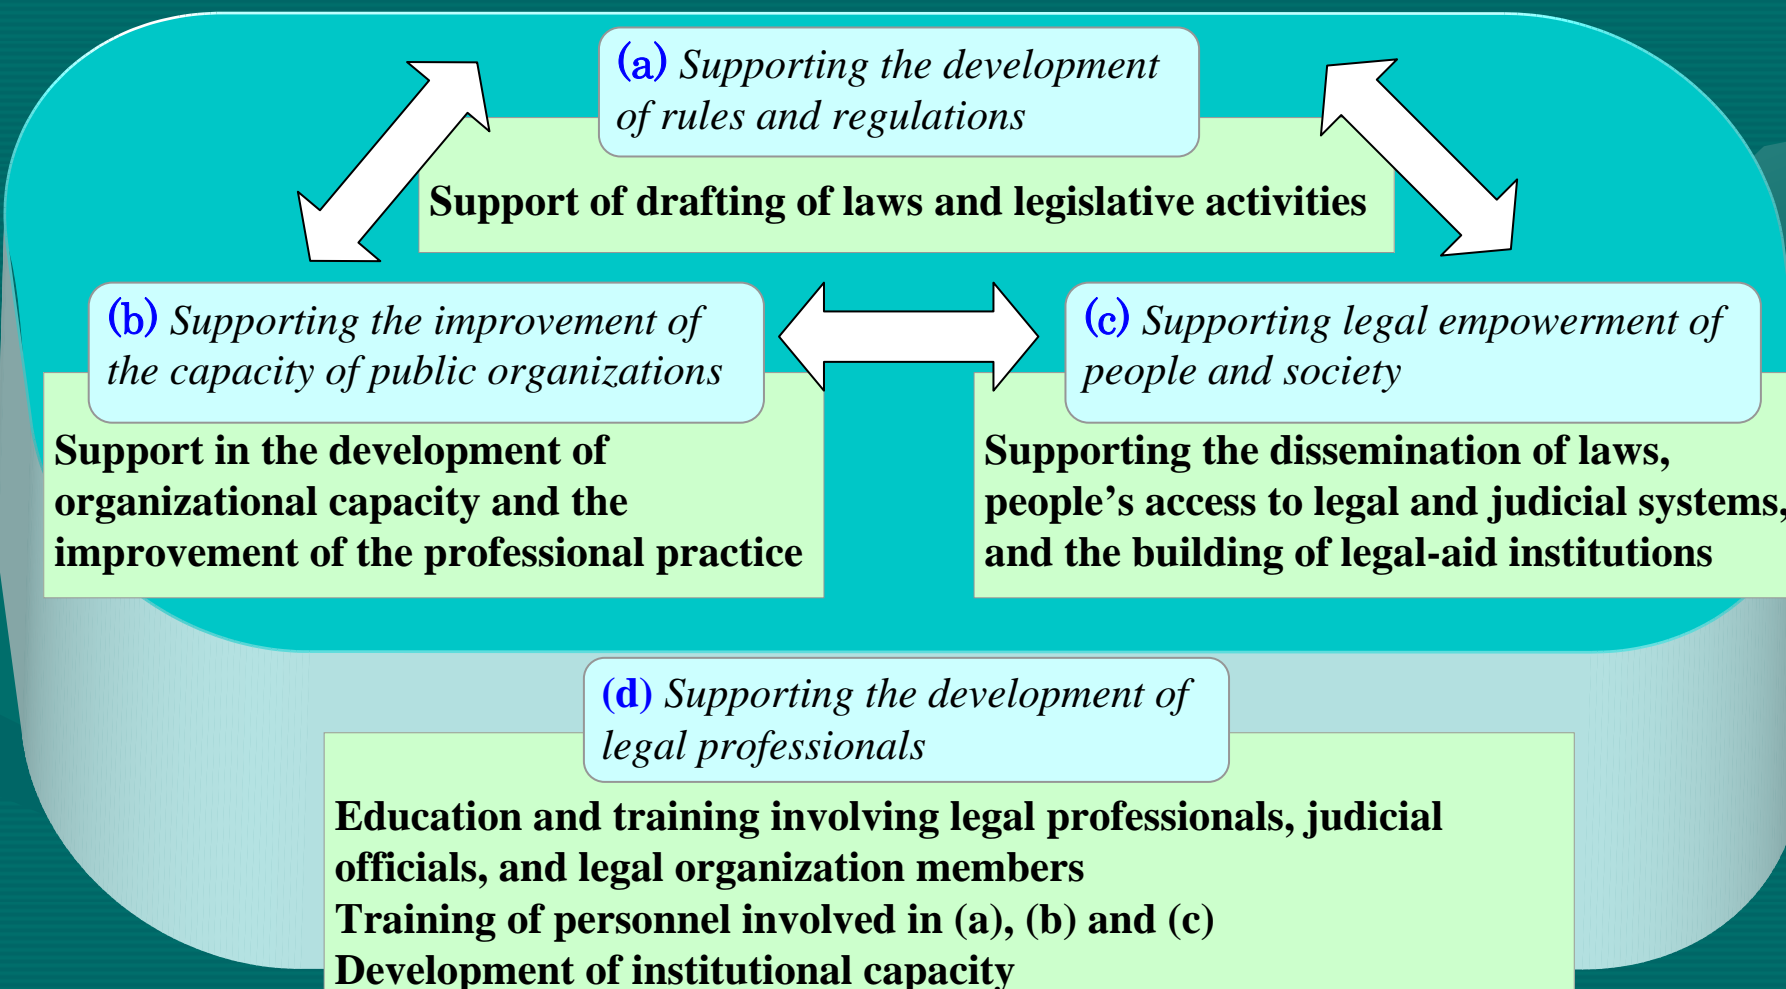 (a) Supporting the development
of rules and regulations
Support of drafting of laws and legislative activities
(b) Supporting the improvement of
the capacity of public organizations
Support in the development of
organizational capacity and the
improvement of the professional practice
(c) Supporting legal empowerment of
people and society
Supporting the dissemination of laws,
people’s access to legal and judicial systems,
and the building of legal-aid institutions
(d) Supporting the development of
legal professionals
Education and training involving legal professionals, judicial
officials, and legal organization members
Training of personnel involved in (a), (b) and (c)
Development of institutional capacity